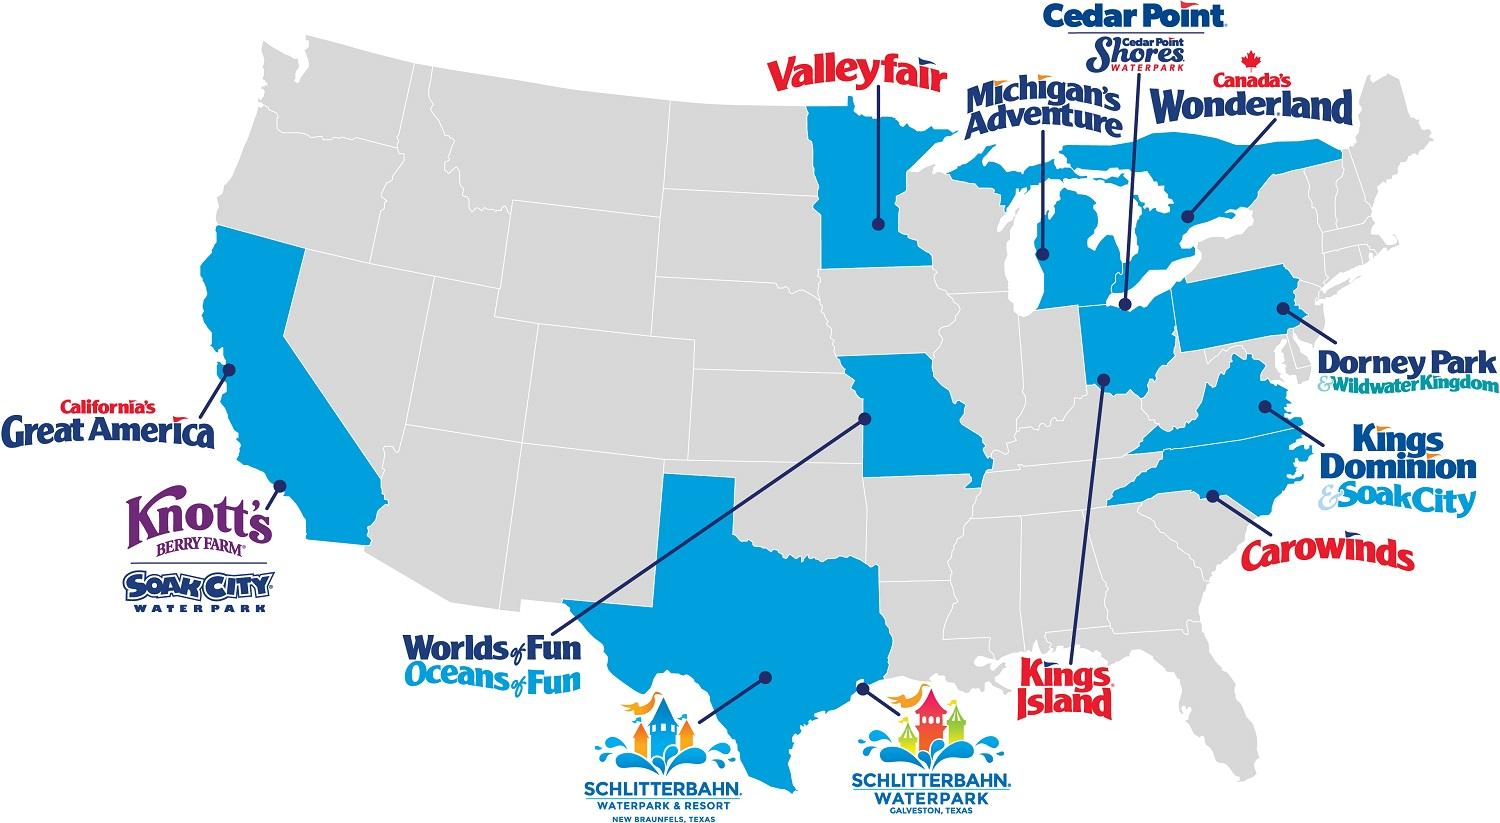 Cedar Point
Cedar Point
Shores
WATERPARK
Valleyfair
Michigan's
Adventure
Canada's
Wonderland
Dorney Park
& Wildwater Kingdom
California's
Great America
Kings
Dominion
& Soak City
Knott's
BERRY FARM®
SOAK CITY
WATERPARK
Carowinds
Worlds of Fun
Oceans of Fun
Kings
Island
SCHLITTERBAHN
WATERPARK & RESORT
NEW BRAUNFELS, TEXAS
SCHLITTERBAHN
WATERPARK
GALVESTON, TEXAS